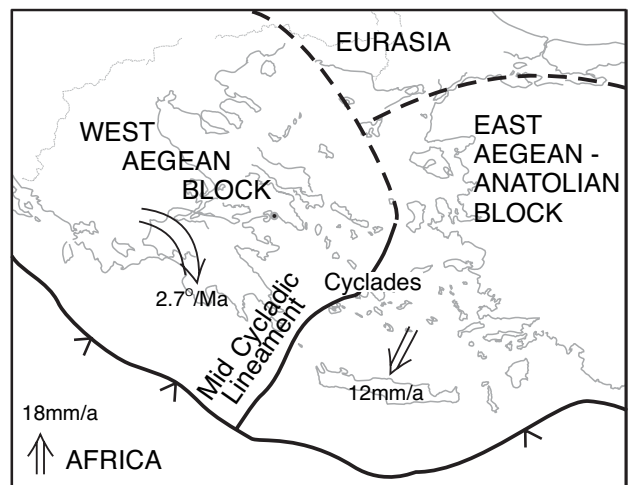 EURASIA
WEST
AEGEAN
BLOCK
EAST
AEGEAN -
ANATOLIAN
BLOCK
2.7°/Ma
Cyclades
Mid Cycladic
Lineament
12mm/a
18mm/a
AFRICA